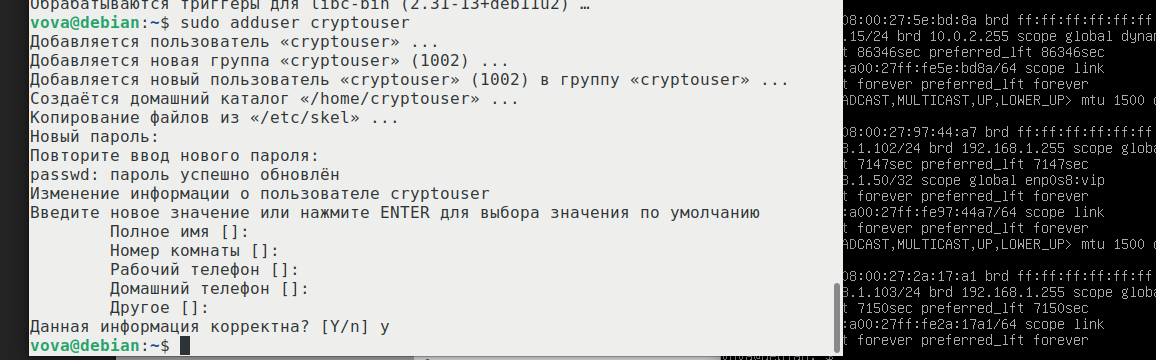 Обрабатываются триггеры для libc-bin (2.31-13+deb11u2) …
vova@debian:~$ sudo adduser cryptouser
Добавляется пользователь «cryptouser» ...
Добавляется новая группа «cryptouser» (1002) ...
Добавляется новый пользователь «cryptouser» (1002) в группу «cryptouser» ...
Создаётся домашний каталог «/home/cryptouser» ...
Копирование файлов из «/etc/skel» ...
Новый пароль:
Повторите ввод нового пароля:
passwd: пароль успешно обновлён
Изменение информации о пользователе cryptouser
Введите новое значение или нажмите ENTER для выбора значения по умолчанию
Полное имя []:
Номер комнаты []:
Рабочий телефон []:
Домашний телефон []:
Другое []:
Данная информация корректна? [Y/n] y
vova@debian:~$
08:00:27:5e:bd:8a brd ff:ff:ff:ff:ff:ff
.15/24 brd 10.0.2.255 scope global dynam
t 86346sec preferred_lft 86346sec
:a00:27ff:fe5e:bd8a/64 scope link
t forever preferred_lft forever
ADCAST,MULTICAST,UP,LOWER_UP> mtu 1500
08:00:27:97:44:a7 brd ff:ff:ff:ff:ff:ff
8.1.102/24 brd 192.168.1.255 scope globa
t 7147sec preferred_lft 7147sec
8.1.50/32 scope global enp0s8:vip
:a00:27ff:fe97:44a7/64 scope link
t forever preferred_lft forever
ADCAST,MULTICAST,UP,LOWER_UP> mtu 1500
08:00:27:2a:17:a1 brd ff:ff:ff:ff:ff:ff
8.1.103/24 brd 192.168.1.255 scope globa
t 7150sec preferred_lft 7150sec
:a00:27ff:fe2a:17a1/64 scope link
t forever preferred_lft forever